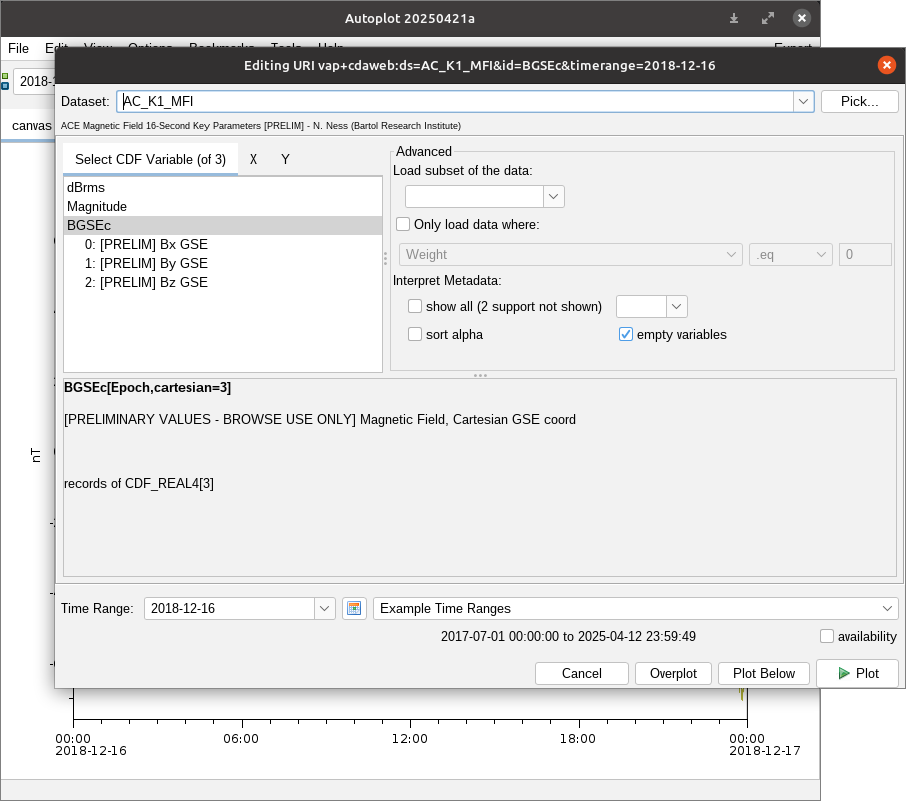 Autoplot 20250421a
File Edit View Options Bookmarks Tools Help Expert
Editing URI vap+cdaweb:ds=AC_K1_MFI&id=BGSEc&timerange=2018-12-16
2018-1
Dataset: AC_K1_MFI Pick...
canvas
ACE Magnetic Field 16-Second Key Parameters [PRELIM] - N. Ness (Bartol Research Institute)
Select CDF Variable (of 3) X Y
Advanced
Load subset of the data:
dBrms
Magnitude
BGSEc
0: [PRELIM] Bx GSE
1: [PRELIM] By GSE
2: [PRELIM] Bz GSE
Only load data where:
Weight .eq 0
Interpret Metadata:
show all (2 support not shown)
sort alpha empty variables
BGSEc[Epoch,cartesian=3]
[PRELIMINARY VALUES - BROWSE USE ONLY] Magnetic Field, Cartesian GSE coord
nT
records of CDF_REAL4[3]
Time Range: 2018-12-16 Example Time Ranges
2017-07-01 00:00:00 to 2025-04-12 23:59:49 availability
Cancel Overplot Plot Below Plot
00:00 06:00 12:00 18:00 00:00
2018-12-16 2018-12-17